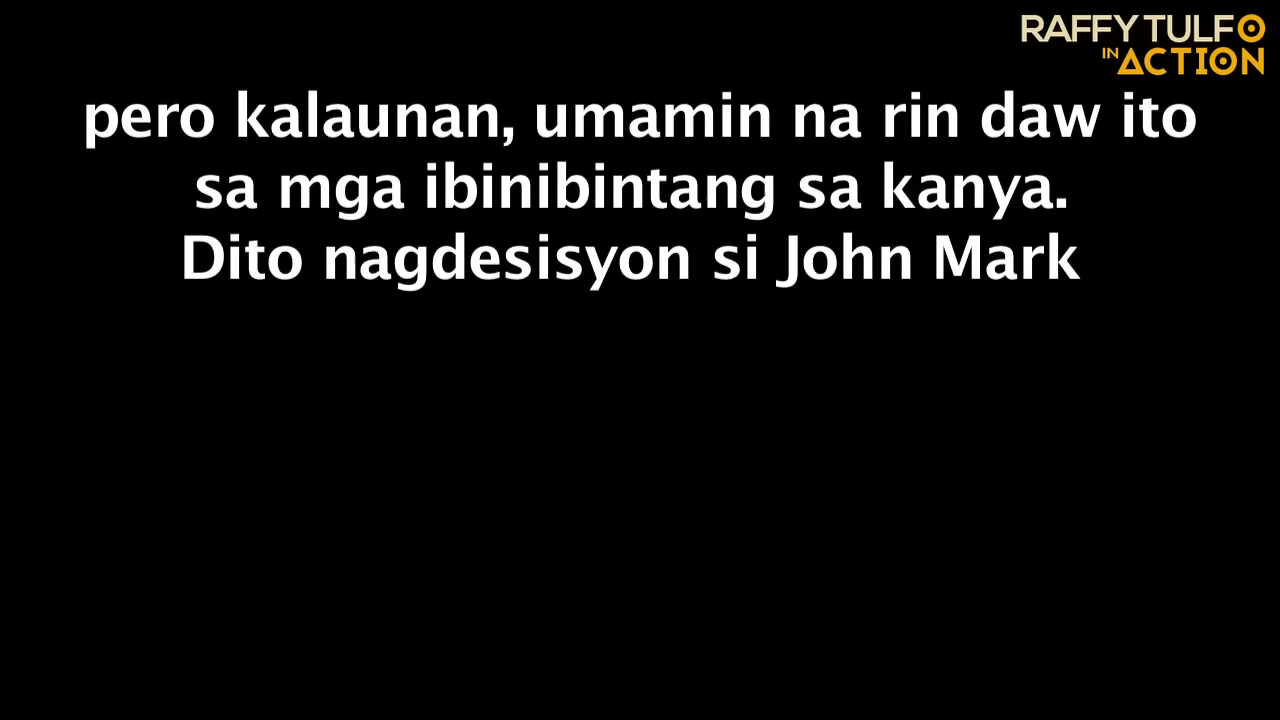 RAFFY TULFO
IN ACTION
pero kalaunan, umamin na rin daw ito
sa mga ibinibintang sa kanya.
Dito nagdesisyon si John Mark